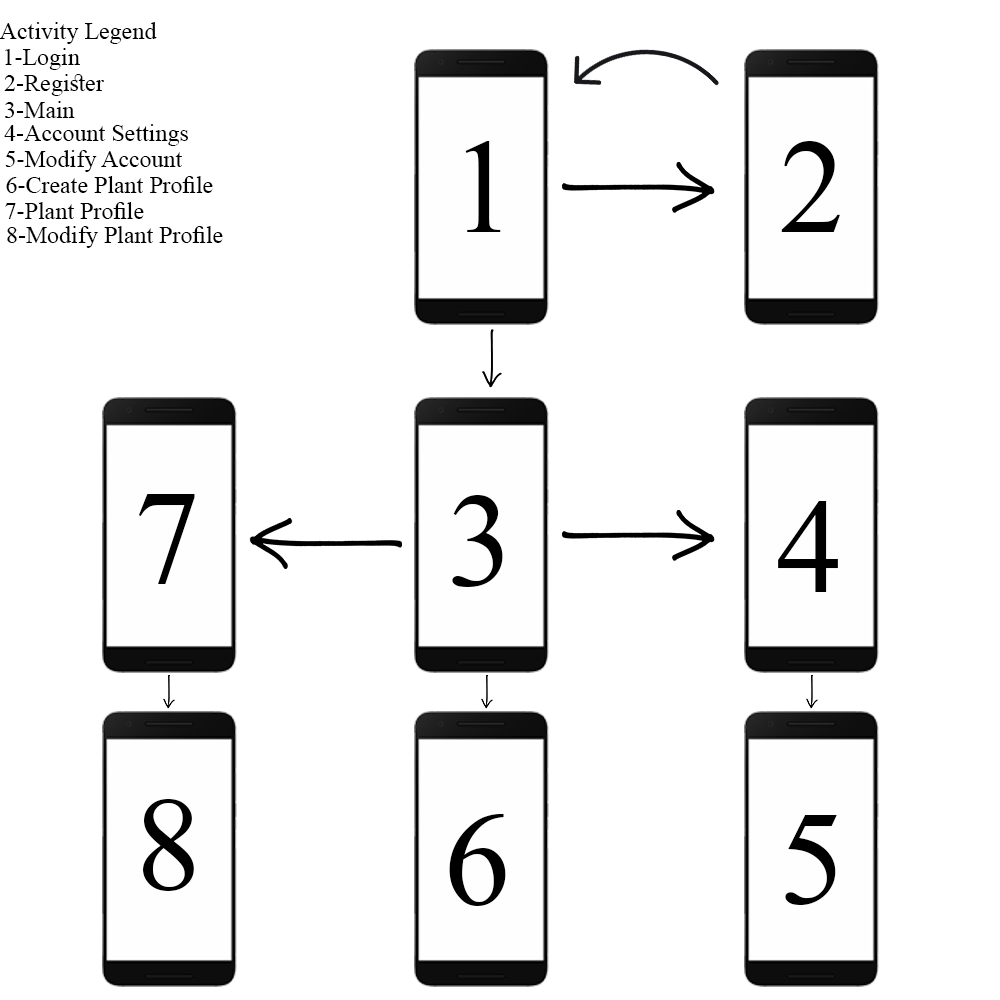 Activity Legend
1-Login
2-Register
3-Main
4-Account Settings
5-Modify Account
6-Create Plant Profile
7-Plant Profile
8-Modify Plant Profile
1
2
7
3
4
8
6
5